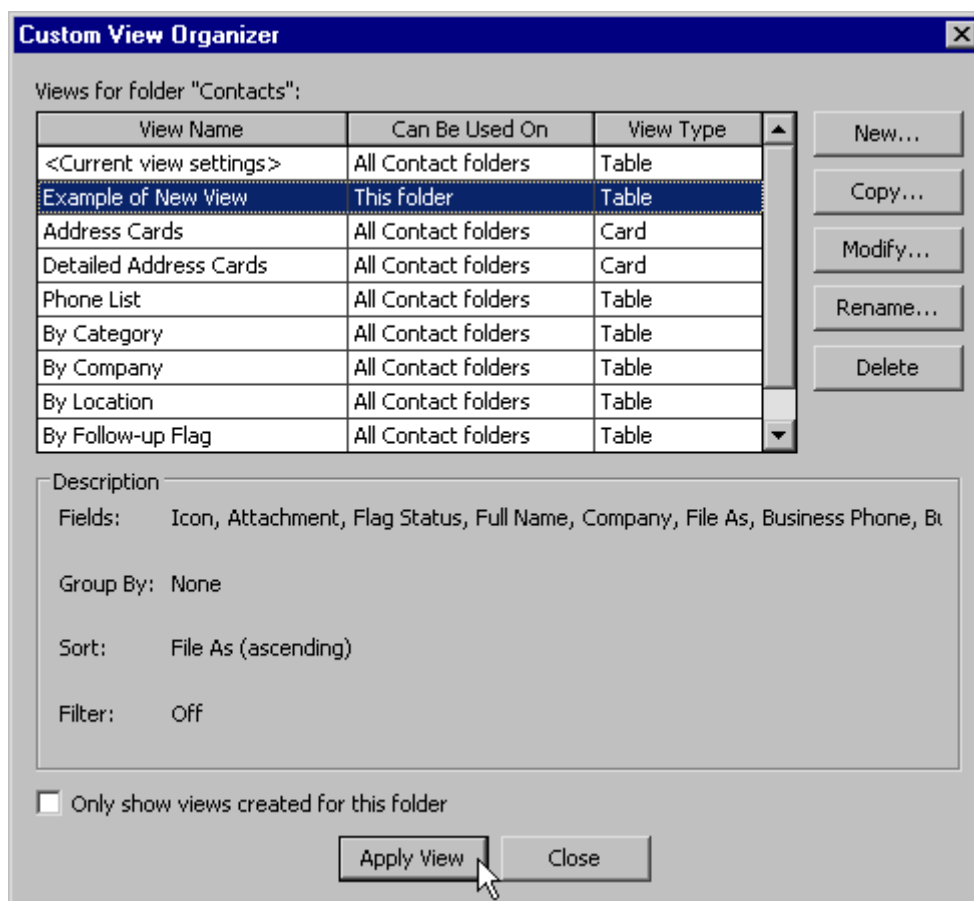 Custom View Organizer
Views for folder "Contacts":
View Name Can Be Used On View Type
New...
<Current view settings> All Contact folders Table
Example of New View This folder Table
Copy...
Address Cards All Contact folders Card
Modify...
Detailed Address Cards All Contact folders Card
Phone List All Contact folders Table
Rename...
By Category All Contact folders Table
By Company All Contact folders Table
Delete
By Location All Contact folders Table
By Follow-up Flag All Contact folders Table
Description
Fields: Icon, Attachment, Flag Status, Full Name, Company, File As, Business Phone,
Group By: None
Sort: File As (ascending)
Filter: Off
Only show views created for this folder
Apply View Close